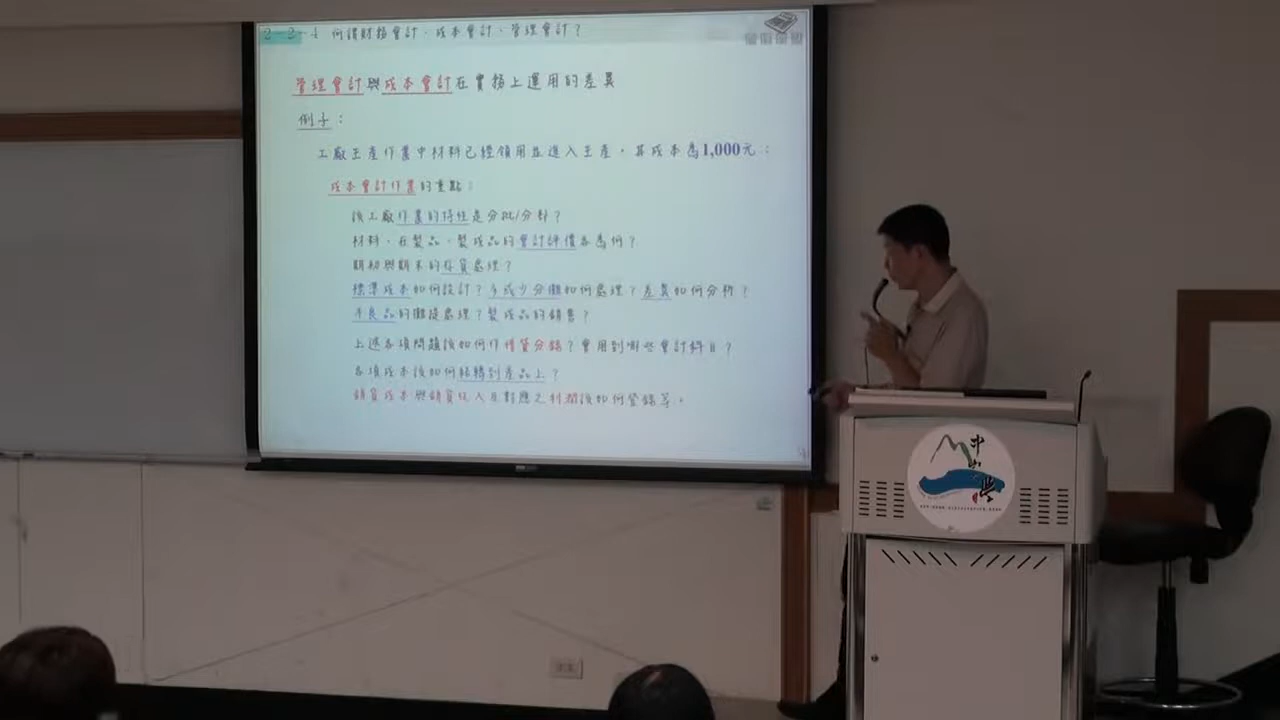 2-2-1 何謂財務會計、成本會計、管理會計?
管理會計與成本會計在實務上運用的差異
例1:
工廠生產作業中材料已經領用並進入生產,其成本為1,000元:
成本會計作業的重點:
該工廠作業的特性是分批/分部?
材料、在製品、製成品的會計評價各為何?
期初與期末的存貨處理?
標準成本如何設計?多或少分攤如何處理?差異如何分析?
不良品的攤提處理?製成品的銷售?
上述各項問題該如何作借貸分錄?會用到哪些會計科目?
各項成本該如何結轉到產品上?
銷貨成本與銷貨收入互對應之利潤該如何登錄等。
中山學